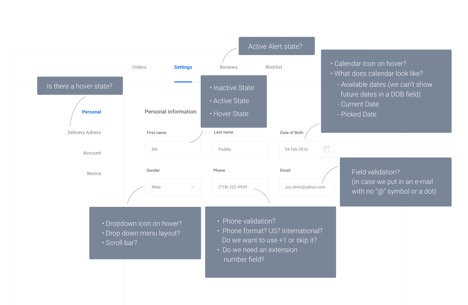 Active Alert state?
Orders
Settings
Reviews
Wishlist
Is there a hover state?
• Inactive State
• Active State
• Hover State
• Calendar icon on hover?
• What does calendar look like?
- Available dates (we can't show
future dates in a DOB field)
- Current Date
- Picked Date
Personal
Personal information
Delivery Adress
First name
Last name
Date of Birth
Bill
Padilla
04 Feb 2016
Account
Notice
Gender
Phone
Email
Male
(718) 222-9939
Field validation?
(in case we put in an e-mail
with no "@" symbol or a dot)
• Dropdown icon on hover?
• Drop down menu layout?
• Scroll bar?
• Phone validation?
• Phone format? US? International?
Do we want to use +1 or skip it?
• Do we need an extension
number field?